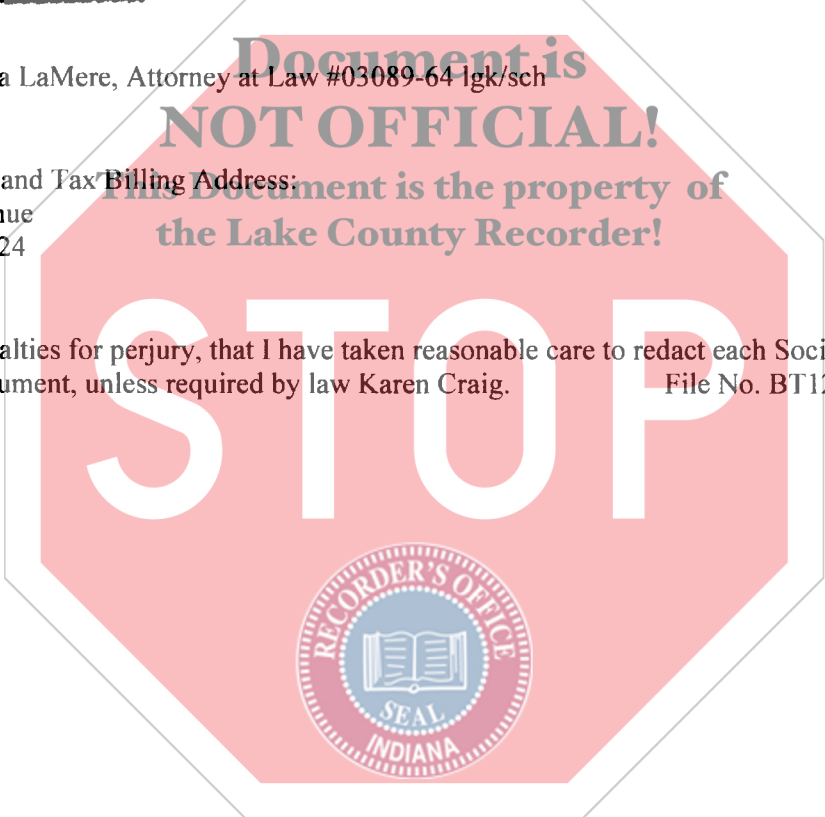 Document is
a LaMere, Attorney at Law #03089-64 lgk/sch
NOT OFFICIAL!
and Tax Billing Address:
This Document is the property of
nue
the Lake County Recorder!
24
STOP
alties for perjury, that I have taken reasonable care to redact each Soci
ument, unless required by law Karen Craig. File No. BT12
RECORDER'S OFFICE
SEAL
INDIANA